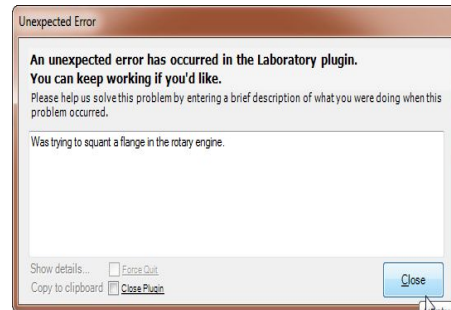 Unexpected Error
An unexpected error has occurred in the Laboratory plugin.
You can keep working if you'd like.
Please help us solve this problem by entering a brief description of what you were doing when this
problem occurred.
Was trying to squant a flange in the rotary engine.
Show details... Force Quit
Copy to clipboard Close Plugin
Close